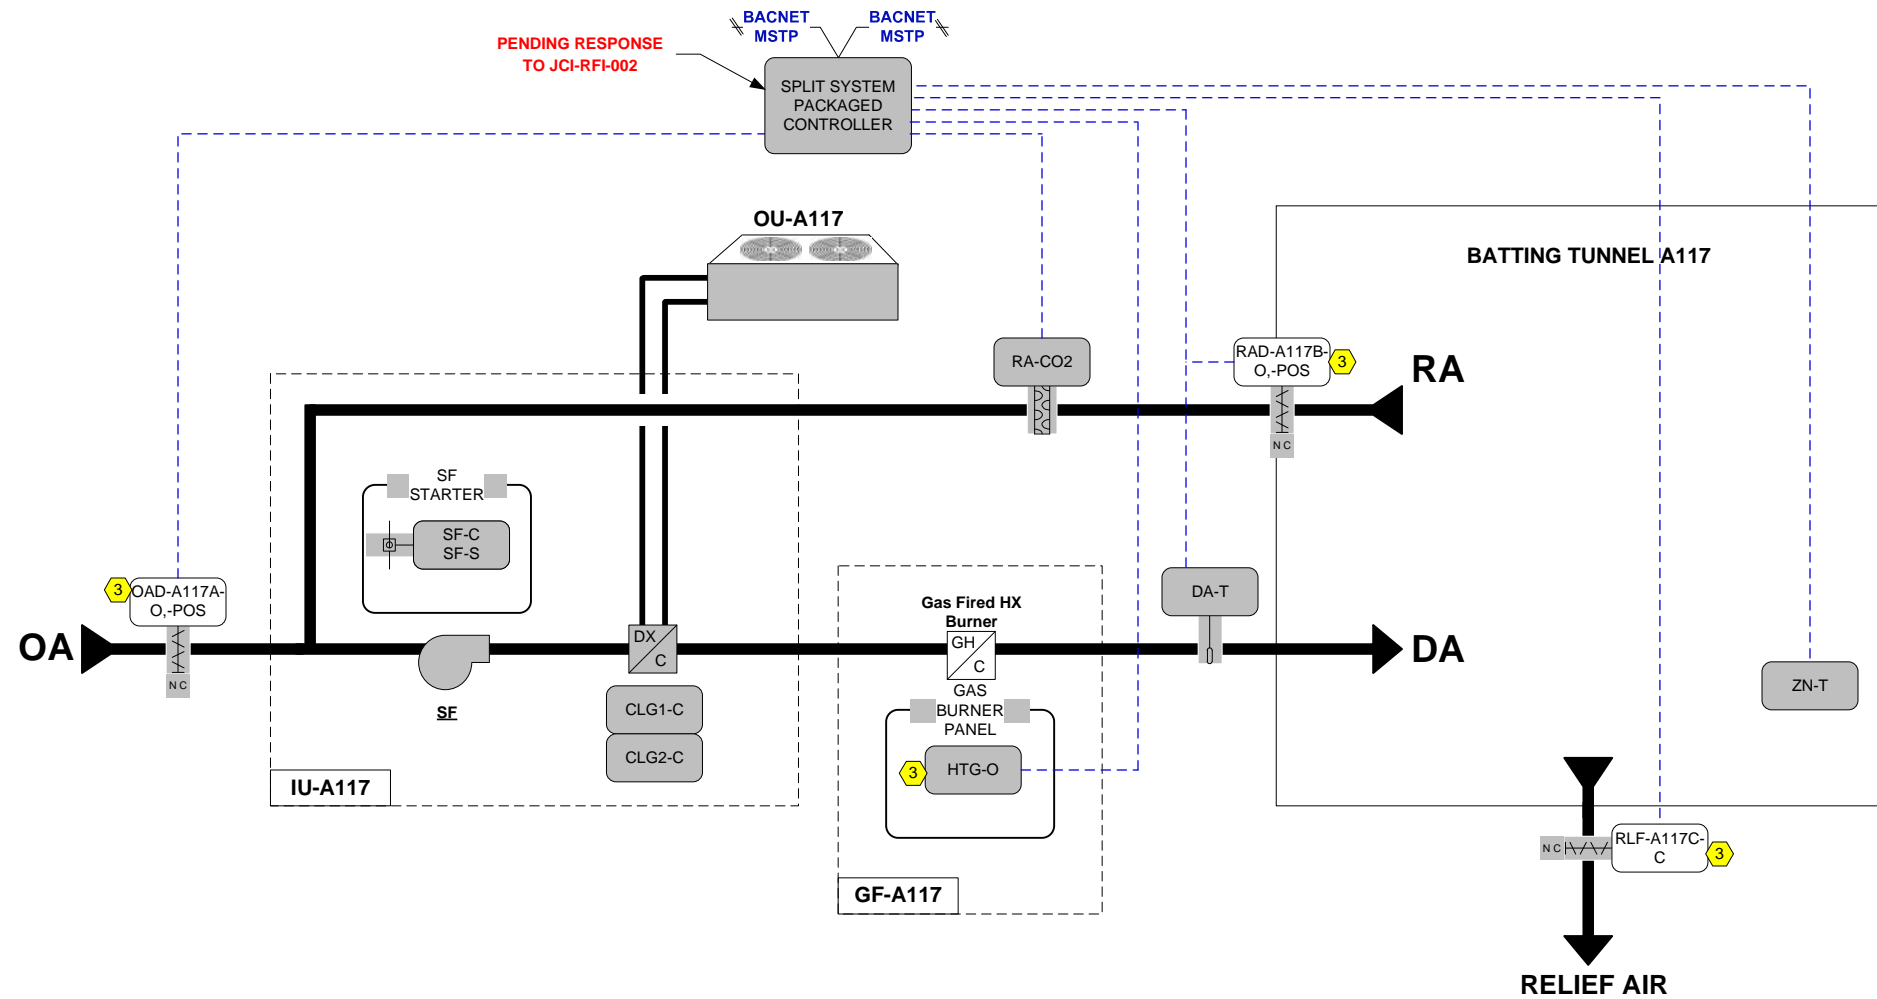 BACNET
MSTP
BACNET
MSTP
PENDING RESPONSE
TO JCI-RFI-002
SPLIT SYSTEM
PACKAGED
CONTROLLER
OU-A117
BATTING TUNNEL A117
RA-CO2
RAD-A117B-
O,-POS
3
RA
N C
SF
STARTER
SF-C
SF-S
3
OAD-A117A-
O,-POS
DA-T
Gas Fired HX
Burner
OA
DX
C
GH
C
DA
N C
SF
CLG1-C
CLG2-C
GAS
BURNER
PANEL
3
HTG-O
ZN-T
IU-A117
N C
RLF-A117C-
C
3
GF-A117
RELIEF AIR